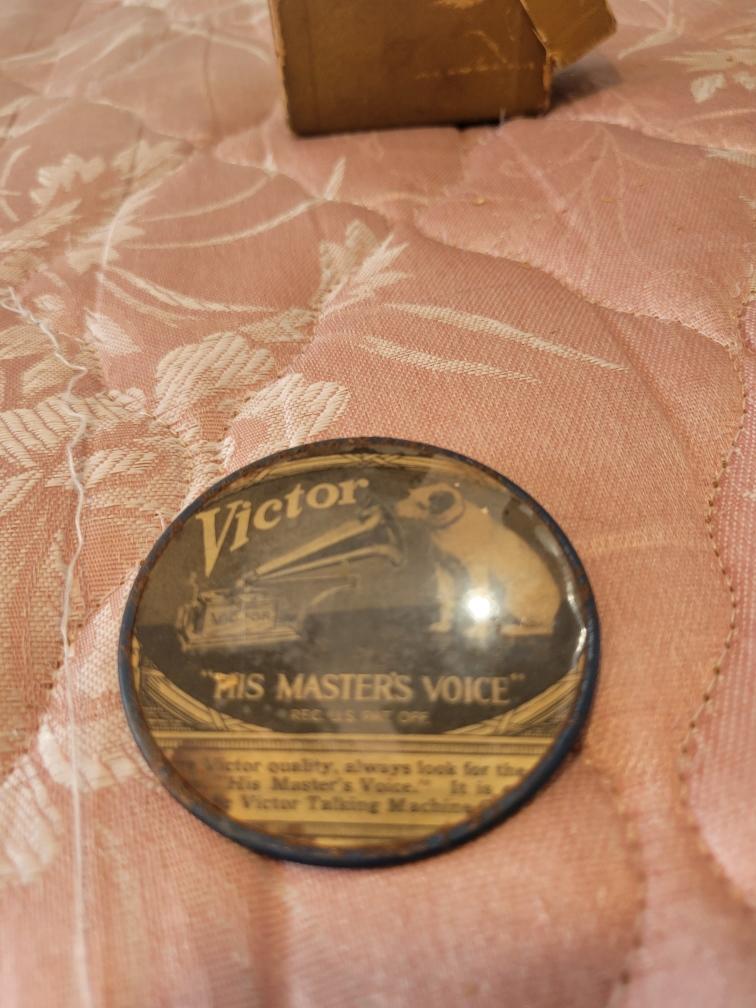 Victor
VICTOR
"HIS MASTER'S VOICE"
REG. U.S. PAT. OFF.
Victor quality, always look for the
"His Master's Voice." It is
Victor Talking Machine